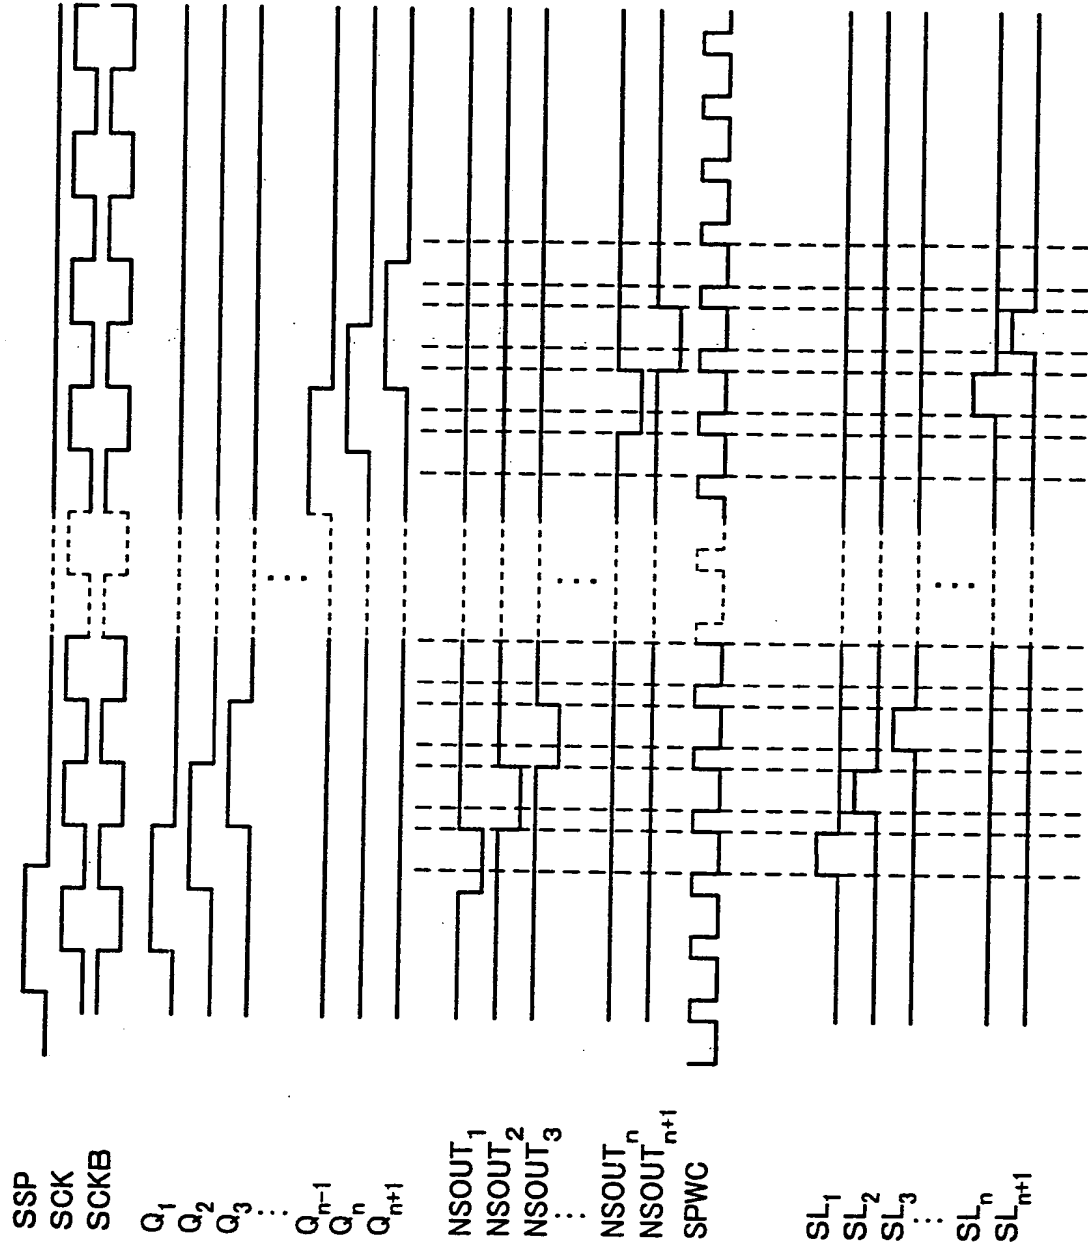 SSP
SCK
SCKB
Q1
Q2
Q3
⋮
Qn-1
Qn
Qn+1
NSOUT1
NSOUT2
NSOUT3
⋮
NSOUTn
NSOUTn+1
SPWC
SL1
SL2
SL3
⋮
SLn
SLn+1